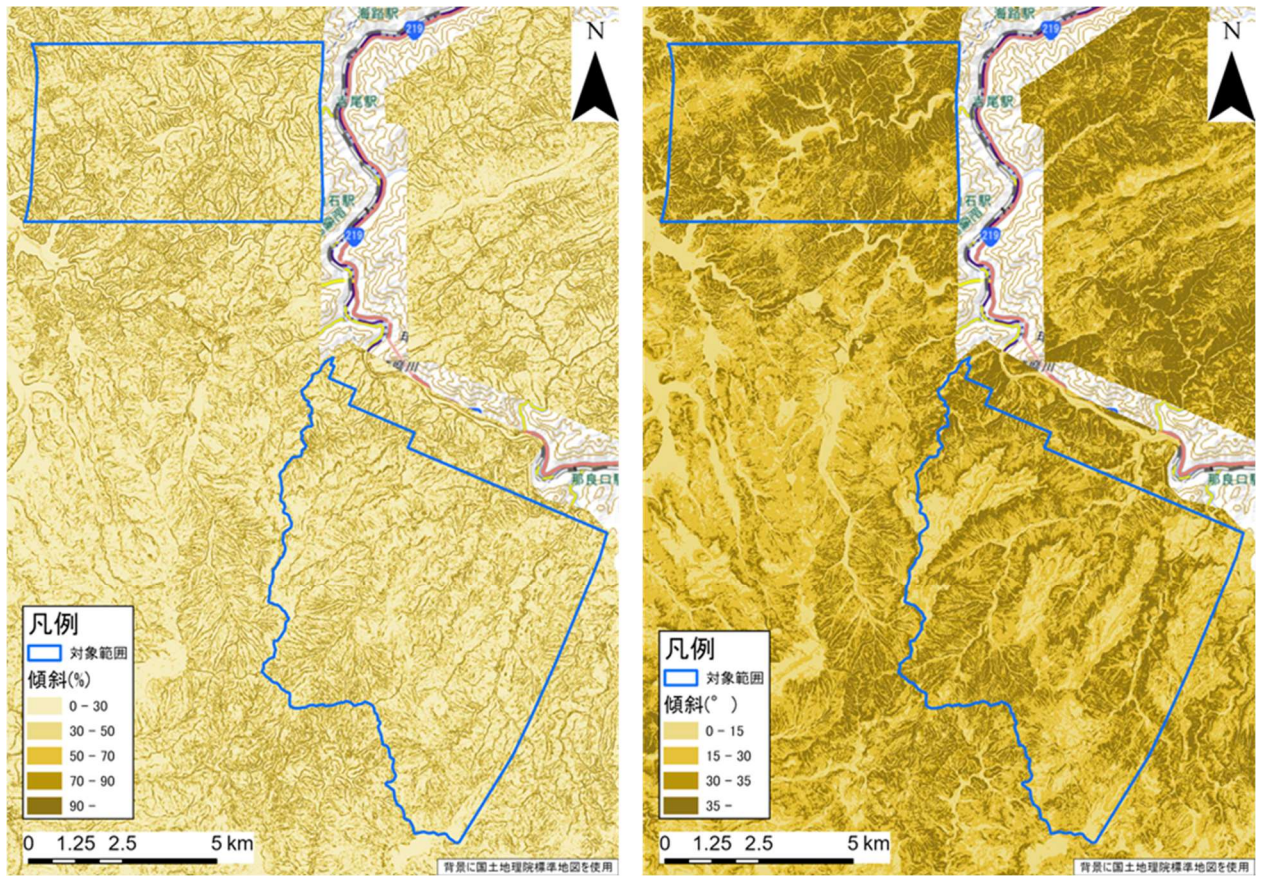 海路駅
219
N
吉尾駅
219
凡例
対象範囲
傾斜(%)
0 - 30
30 - 50
50 - 70
70 - 90
90 -
那良口
0 1.25 2.5 5 km
背景に国土地理院標準地図を使用
海路駅
219
N
吉尾駅
219
凡例
対象範囲
傾斜(°)
0 - 15
15 - 30
30 - 35
35 -
那良口駅
0 1.25 2.5 5 km
背景に国土地理院標準地図を使用